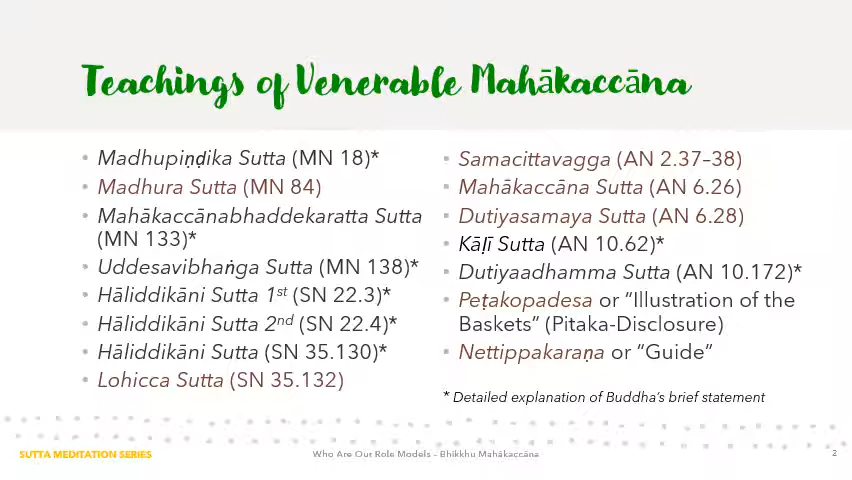 Teachings of Venerable Mahākaccāna
• Madhupiṇḍika Sutta (MN 18)*
• Madhura Sutta (MN 84)
• Mahākaccānabhaddekaratta Sutta
(MN 133)*
• Uddesavibhaṅga Sutta (MN 138)*
• Hāliddikāni Sutta 1st (SN 22.3)*
• Hāliddikāni Sutta 2nd (SN 22.4)*
• Hāliddikāni Sutta (SN 35.130)*
• Lohicca Sutta (SN 35.132)
• Samacittavagga (AN 2.37–38)
• Mahākaccāna Sutta (AN 6.26)
• Dutiyasamaya Sutta (AN 6.28)
• Kāḷī Sutta (AN 10.62)*
• Dutiyaadhamma Sutta (AN 10.172)*
• Peṭakopadesa or “Illustration of the
Baskets” (Pitaka-Disclosure)
• Nettippakaraṇa or “Guide”
* Detailed explanation of Buddha’s brief statement
SUTTA MEDITATION SERIES
Who Are Our Role Models – Bhikkhu Mahākaccāna
2